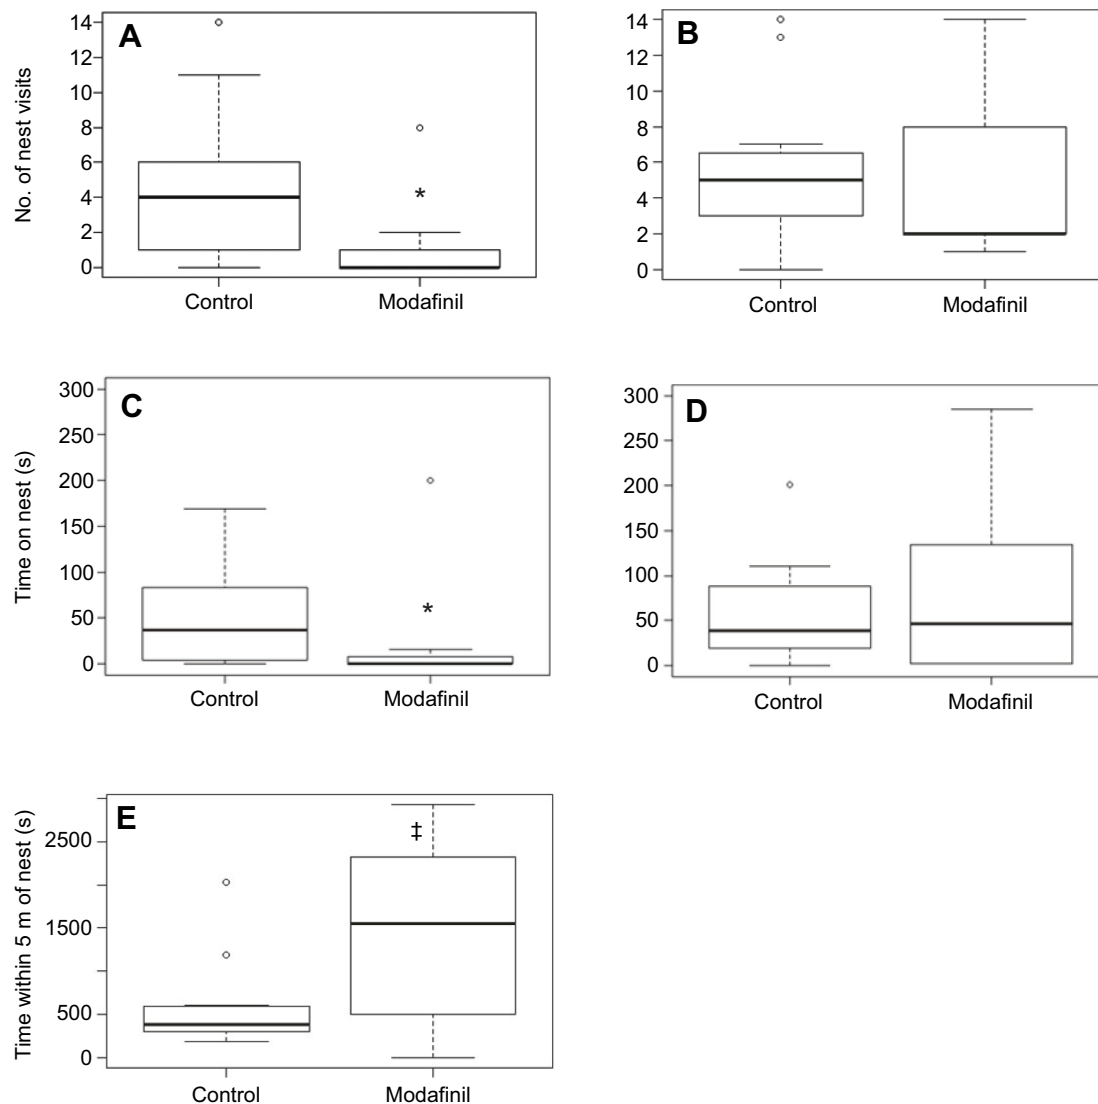 A
No. of nest visits
14
12
10
8
6
4
2
0
*
Control
Modafinil
B
14
12
10
8
6
4
2
0
Control
Modafinil
C
Time on nest (s)
300
250
200
150
100
50
0
*
Control
Modafinil
D
300
250
200
150
100
50
0
Control
Modafinil
E
Time within 5 m of nest (s)
2500
1500
500
0
‡
Control
Modafinil